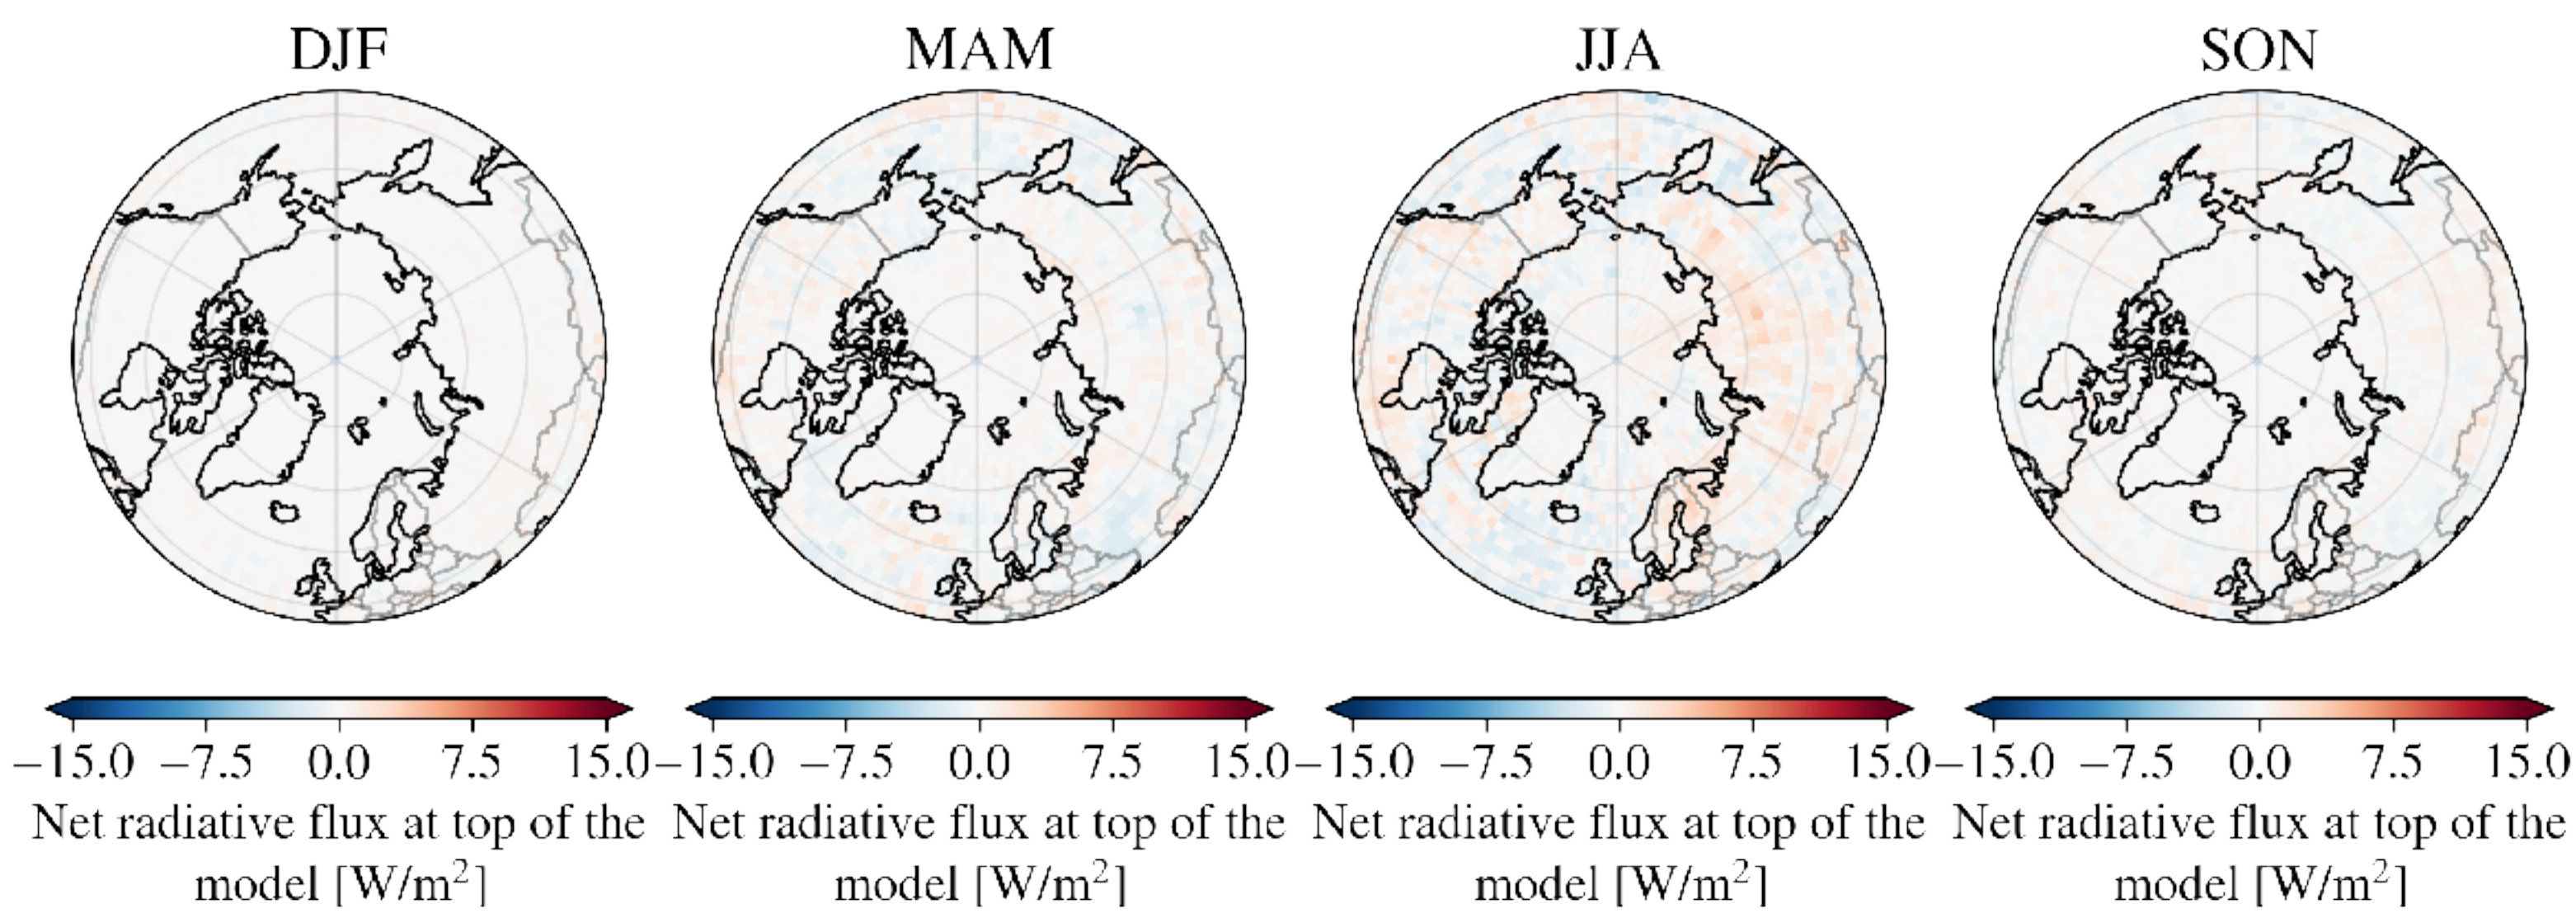 DJF MAM JJA SON
−15.0 −7.5 0.0 7.5 15.0 −15.0 −7.5 0.0 7.5 15.0 −15.0 −7.5 0.0 7.5 15.0 −15.0 −7.5 0.0 7.5 15.0
Net radiative flux at top of the Net radiative flux at top of the Net radiative flux at top of the Net radiative flux at top of the
model [W/m²] model [W/m²] model [W/m²] model [W/m²]